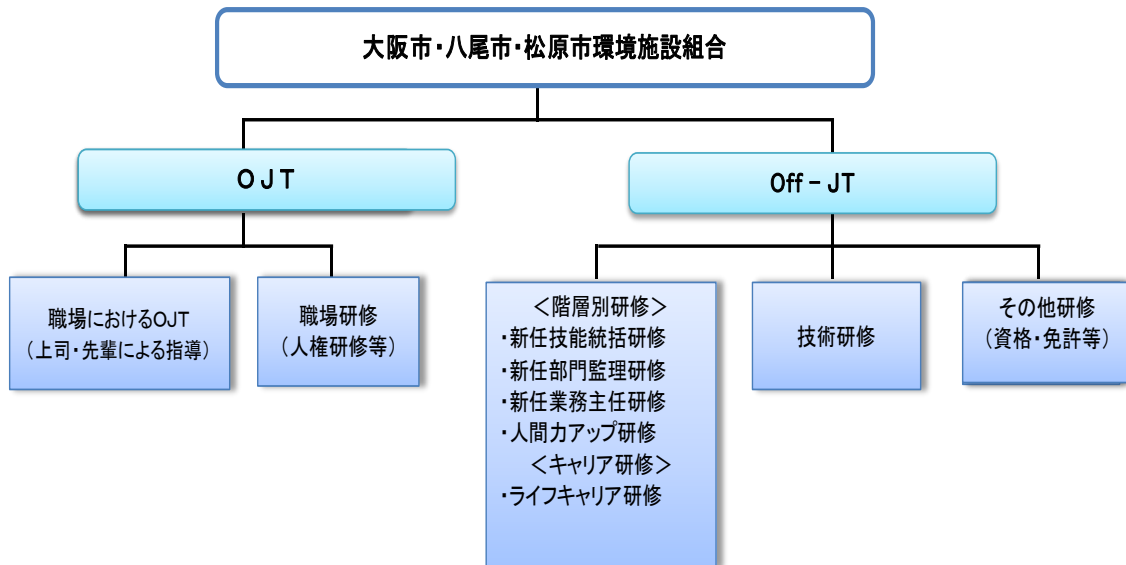 大阪市・八尾市・松原市環境施設組合
OJT
Off-JT
職場におけるOJT
(上司・先輩による指導)
職場研修
(人権研修等)
<階層別研修>
・新任技能統括研修
・新任部門監理研修
・新任業務主任研修
・人間力アップ研修
<キャリア研修>
・ライフキャリア研修
技術研修
その他研修
(資格・免許等)